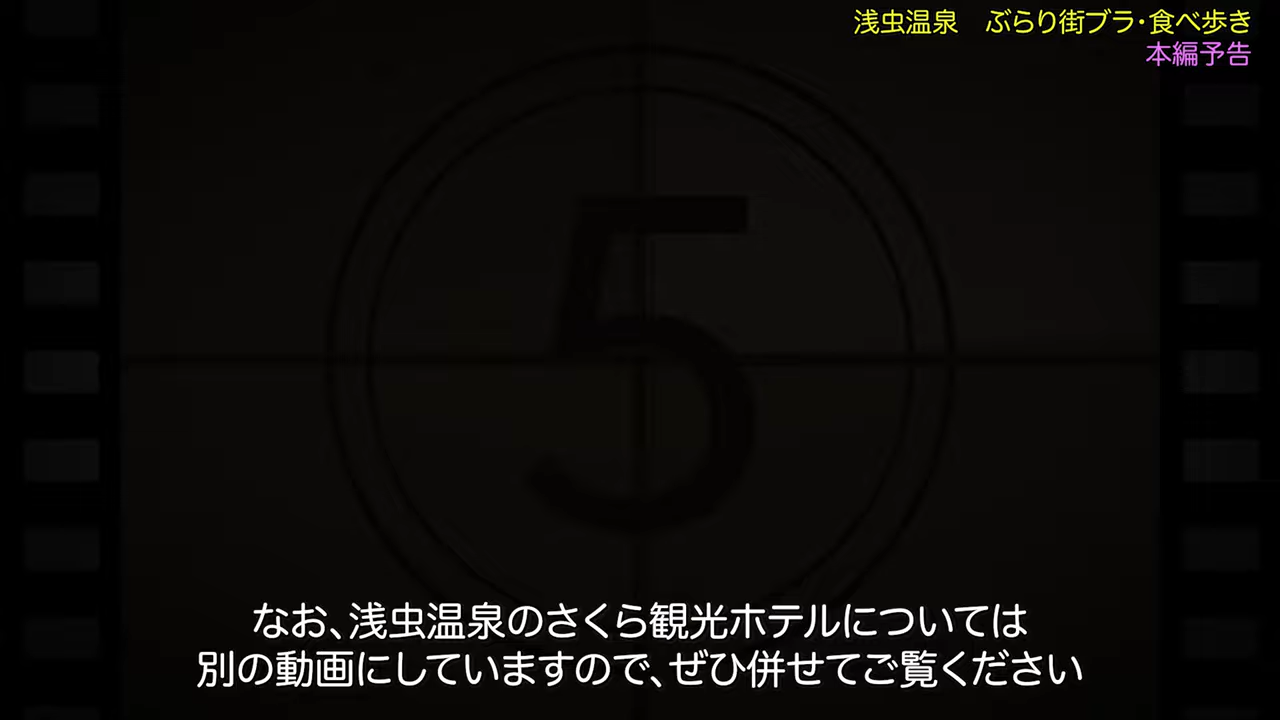 浅虫温泉　ぶらり街ブラ・食べ歩き
本編予告
5
なお、浅虫温泉のさくら観光ホテルについては
別の動画にしていますので、ぜひ併せてご覧ください